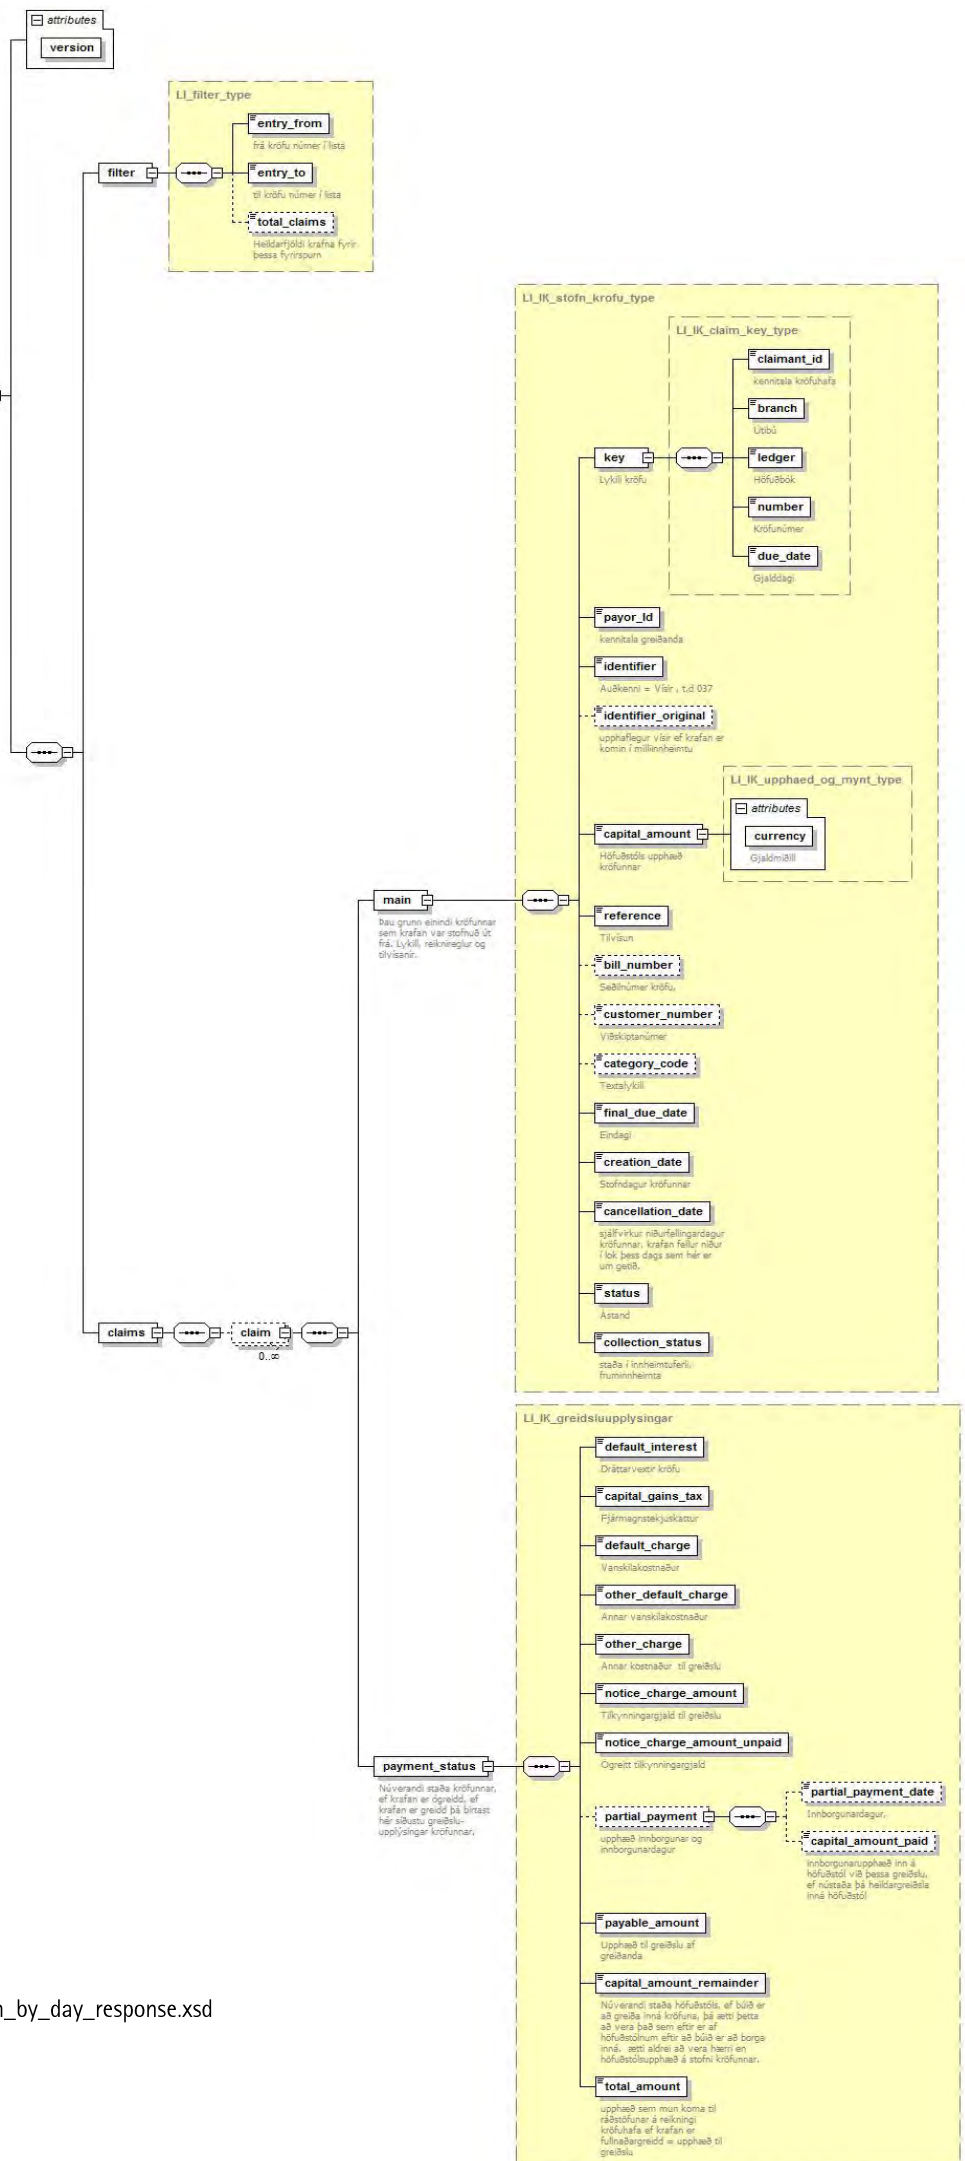 attributes
version
LI_filter_type
entry_from
frá kröfu númer í lista
filter
entry_to
til kröfu númer í lista
total_claims
Heildarfjöldi krafna fyrir
þessa fyrirspurn
LI_IK_stofn_krofu_type
LI_IK_claim_key_type
claimant_id
kennitala kröfuhafa
branch
Útibú
key
Lykill kröfu
ledger
Höfuðbók
number
Kröfunúmer
due_date
Gjalddagi
payor_Id
kennitala greiðanda
identifier
Auðkenni = Vísir , t.d 037
identifier_original
upphaflegur vísir ef krafan er
komin í milliinnheimtu
LI_IK_upphaed_og_mynt_type
attributes
capital_amount
Höfuðstóls upphæð
kröfunnar
currency
Gjaldmiðill
main
Þau grunn einindi kröfunnar
sem krafan var stofnuð út
frá. Lykill, reiknireglur og
tilvísanir.
reference
Tilvísun
bill_number
Seðilnúmer kröfu.
customer_number
Viðskiptanúmer
category_code
Textalykill
final_due_date
Eindagi
creation_date
Stofndagur kröfunnar
cancellation_date
sjálfvirkur niðurfellingardagur
kröfunnar. krafan fellur niður
í lok þess dags sem hér er
um getið.
status
Ástand
claims
claim
0..∞
collection_status
staða í innheimtuferli,
fruminnheimta
LI_IK_greidsluupplysingar
default_interest
Dráttarvextir kröfu
capital_gains_tax
Fjármagnstekjuskattur
default_charge
Vanskilakostnaður
other_default_charge
Annar vanskilakostnaður
other_charge
Annar kostnaður til greiðslu
notice_charge_amount
Tilkynningargjald til greiðslu
notice_charge_amount_unpaid
Ógreitt tilkynningargjald
payment_status
Núverandi staða kröfunnar,
ef krafan er ógreidd, ef
krafan er greidd þá birtast
hér síðustu greiðslu-
upplýsingar kröfunnar.
partial_payment
upphæð innborgunar og
innborgunardagur
partial_payment_date
Innborgunardagur.
capital_amount_paid
Innborgunarupphæð inn á
höfuðstól við þessa greiðslu,
ef nústaða þá heildargreiðsla
inná höfuðstól
payable_amount
Upphæð til greiðslu af
greiðanda
capital_amount_remainder
Núverandi staða höfuðstóls, ef búið er
að greiða inná kröfuna, þá ætti þetta
að vera það sem eftir er af
höfuðstólnum eftir að búið er að borga
inná. ætti aldrei að vera hærri en
höfuðstólsupphæð á stofni kröfunnar.
n_by_day_response.xsd
total_amount
upphæð sem mun koma til
ráðstöfunar á reikningi
kröfuhafa ef krafan er
fullnaðargreidd = upphæð til
greiðslu